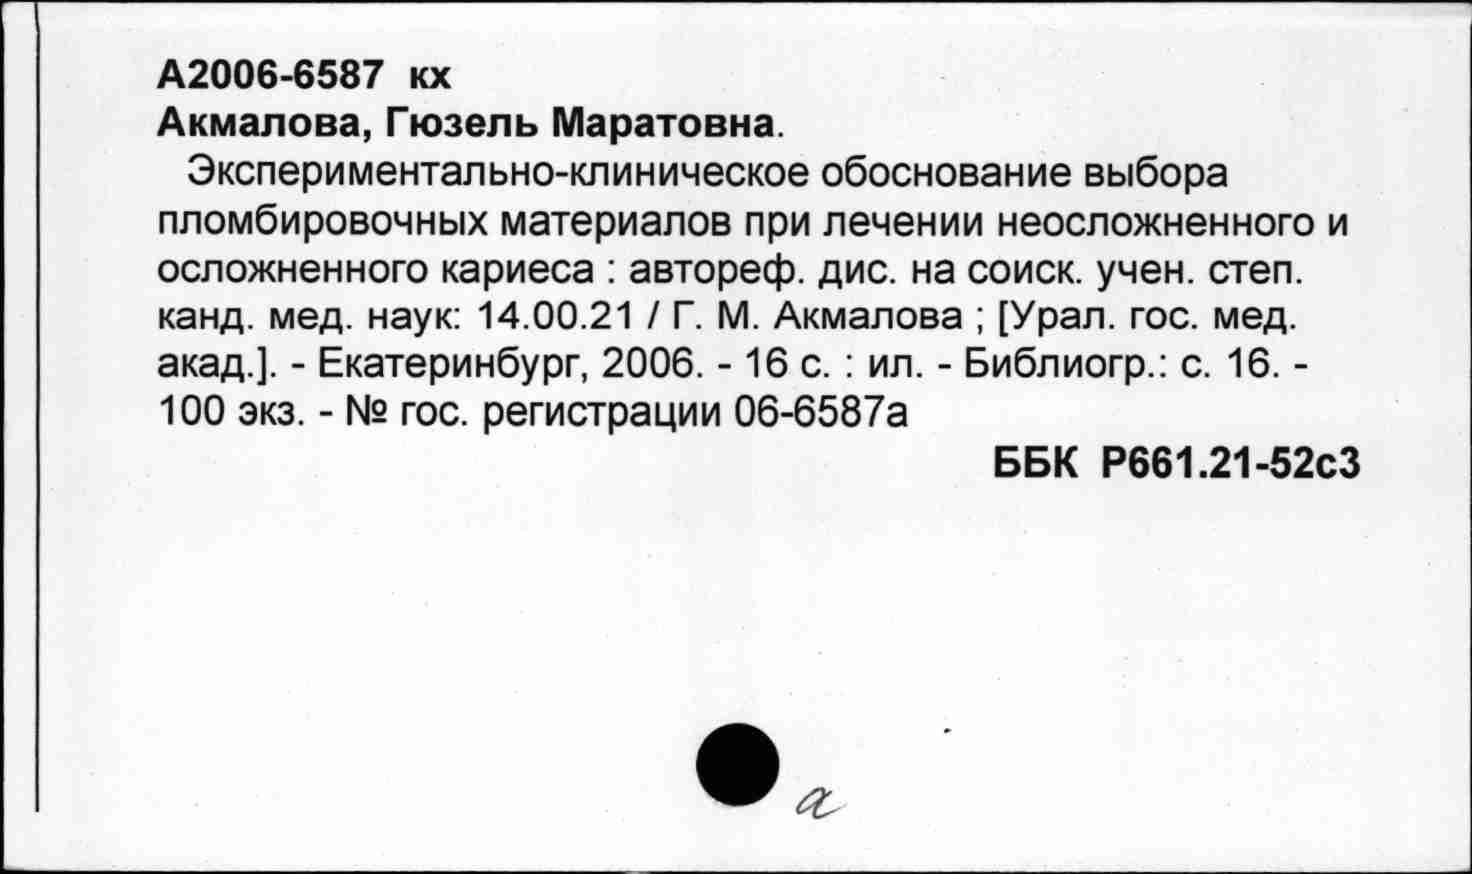 А2006-6587 кх
Акмалова, Гюзель Маратовна.
Экспериментально-клиническое обоснование выбора
пломбировочных материалов при лечении неосложненного и
осложненного кариеса : автореф. дис. на соиск. учен. степ.
канд. мед. наук: 14.00.21 / Г. М. Акмалова ; [Урал. гос. мед.
акад.]. - Екатеринбург, 2006. - 16 с. : ил. - Библиогр.: с. 16. -
100 экз. - № гос. регистрации 06-6587а
ББК Р661.21-52с3
а